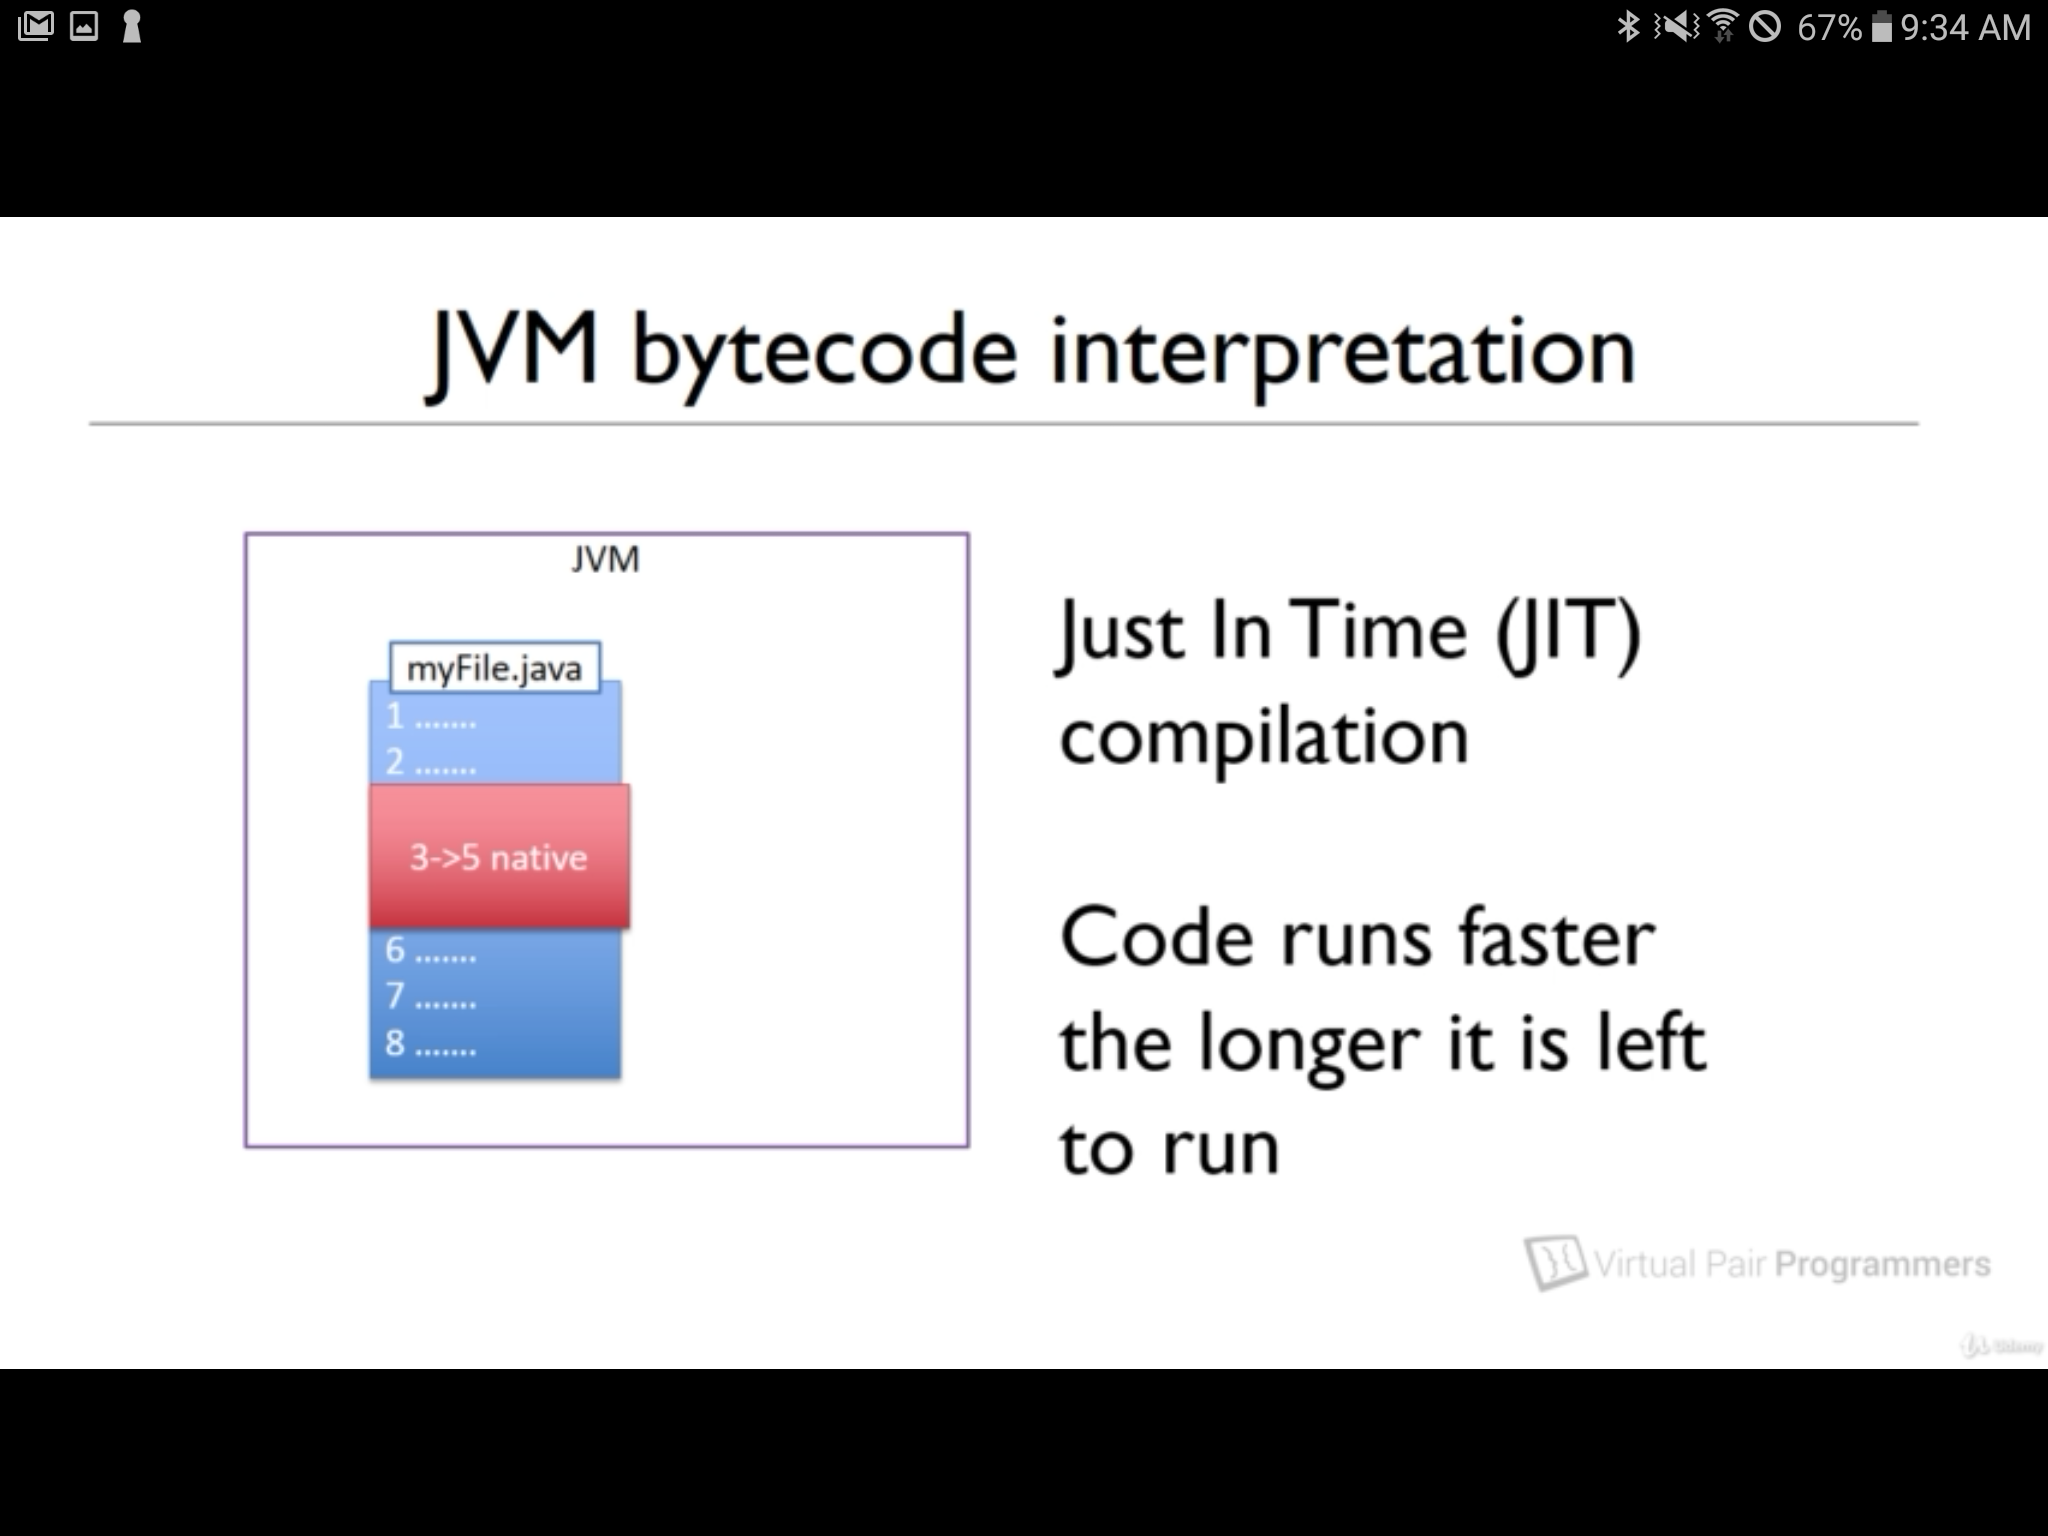 67% 9:34 AM
JVM bytecode interpretation
JVM
myFile.java
1 .......
2 .......
3->5 native
6 .......
7 .......
8 .......
Just In Time (JIT)
compilation
Code runs faster
the longer it is left
to run
Virtual Pair Programmers
Udemy